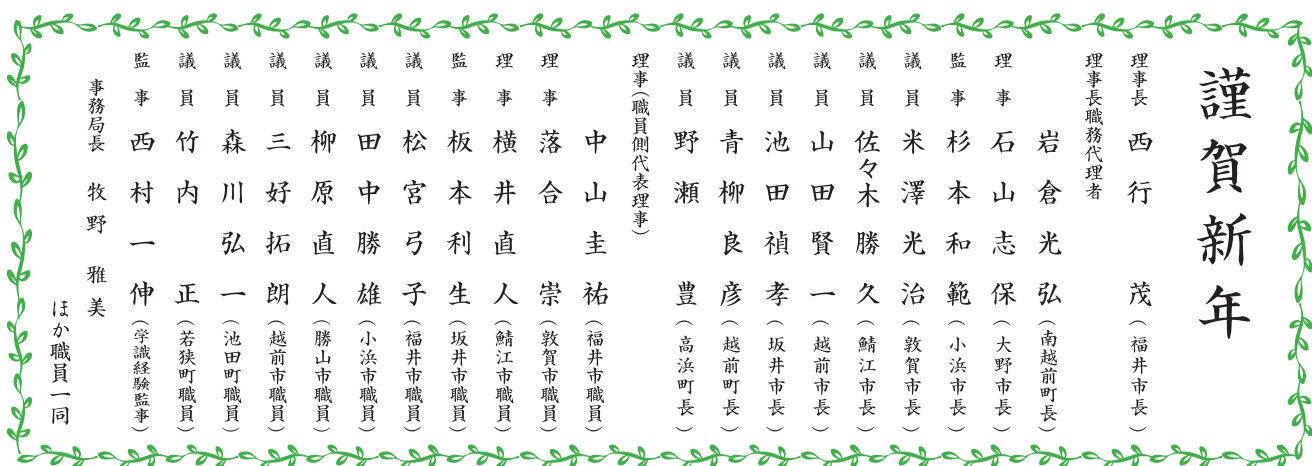 謹賀新年
理事長 西行 茂（福井市長）
理事長職務代理者
岩倉光弘（南越前町長）
理事 石山志保（大野市長）
監事 杉本和範（小浜市長）
議員 米澤光治（敦賀市長）
議員 佐々木勝久（鯖江市長）
議員 山田賢一（越前市長）
議員 池田禎孝（坂井市長）
議員 青柳良彦（越前町長）
議員 野瀬 豊（高浜町長）
理事（職員側代表理事）
中山圭祐（福井市職員）
理事 落合 崇（敦賀市職員）
理事 横井直人（鯖江市職員）
監事 板本利生（坂井市職員）
議員 松宮弓子（福井市職員）
議員 田中勝雄（小浜市職員）
議員 柳原直人（勝山市職員）
議員 三好拓朗（越前市職員）
議員 森川弘一（池田町職員）
議員 竹内 正（若狭町職員）
監事 西村一伸（学識経験監事）
事務局長 牧野 雅美
ほか職員一同